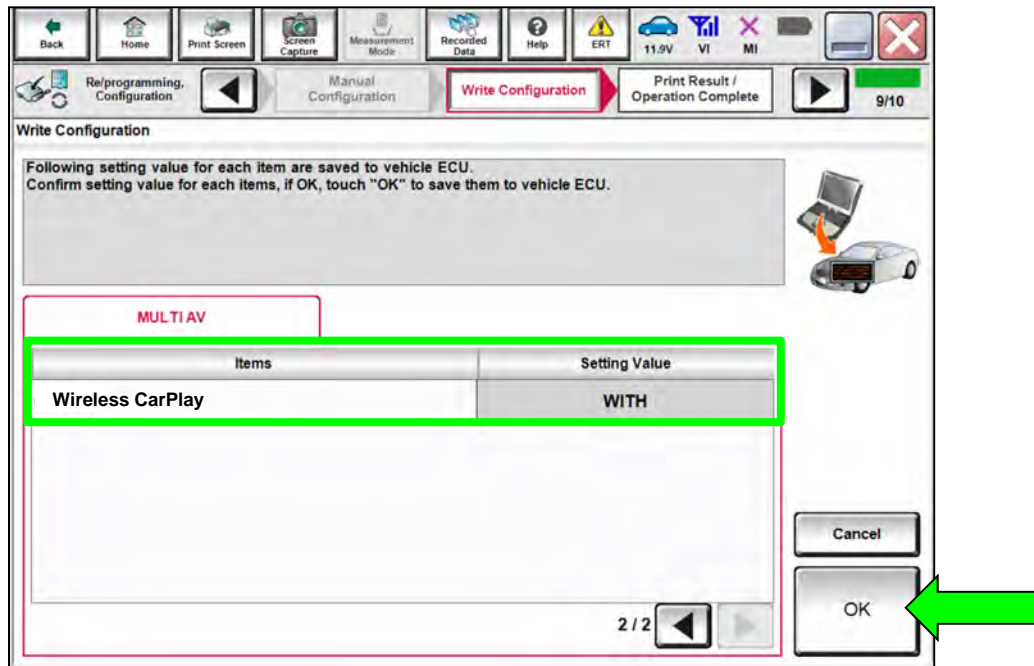 Back
Home
Print Screen
Screen
Capture
Measurement
Mode
Recorded
Data
Help
ERT
11.9V
VI
MI
Re/programming,
Configuration
Manual
Configuration
Write Configuration
Print Result /
Operation Complete
9/10
Write Configuration
Following setting value for each item are saved to vehicle ECU.
Confirm setting value for each items, if OK, touch "OK" to save them to vehicle ECU.
MULTI AV
Items
Setting Value
Wireless CarPlay
WITH
Cancel
OK
2 / 2